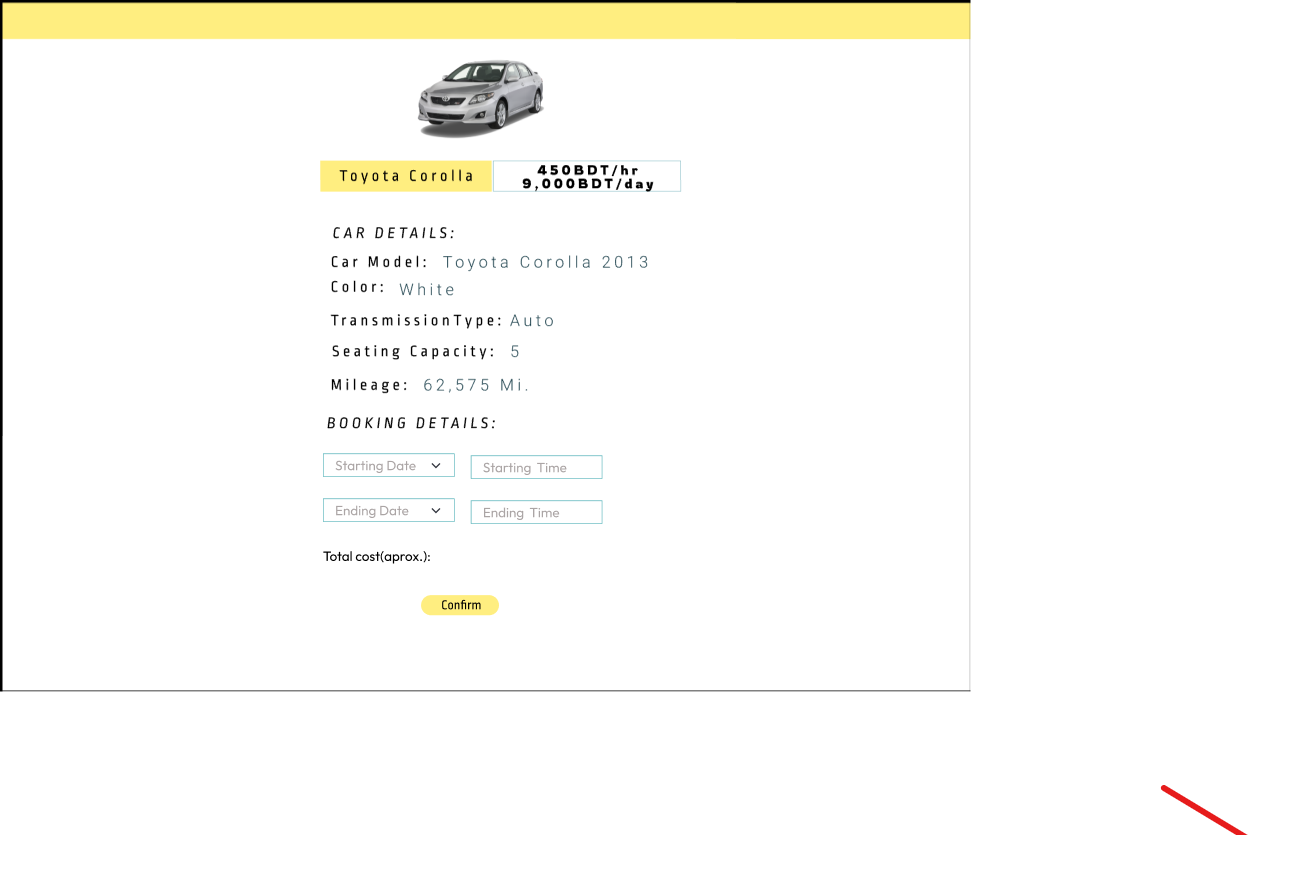 Toyota Corolla
450BDT/hr
9,000BDT/day
CAR DETAILS:
Car Model: Toyota Corolla 2013
Color: White
TransmissionType: Auto
Seating Capacity: 5
Mileage: 62,575 Mi.
BOOKING DETAILS:
Starting Date Starting Time
Ending Date Ending Time
Total cost(aprox.):
Confirm